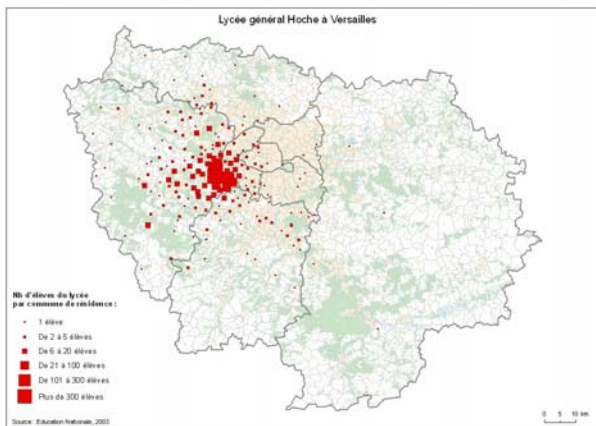 Lycée général Hoche à Versailles
Nb d'élèves du lycée
par commune de résidence :
1 élève
De 2 à 5 élèves
De 6 à 20 élèves
De 21 à 100 élèves
De 101 à 300 élèves
Plus de 300 élèves
Source : Education Nationale, 2003
0 5 10 km